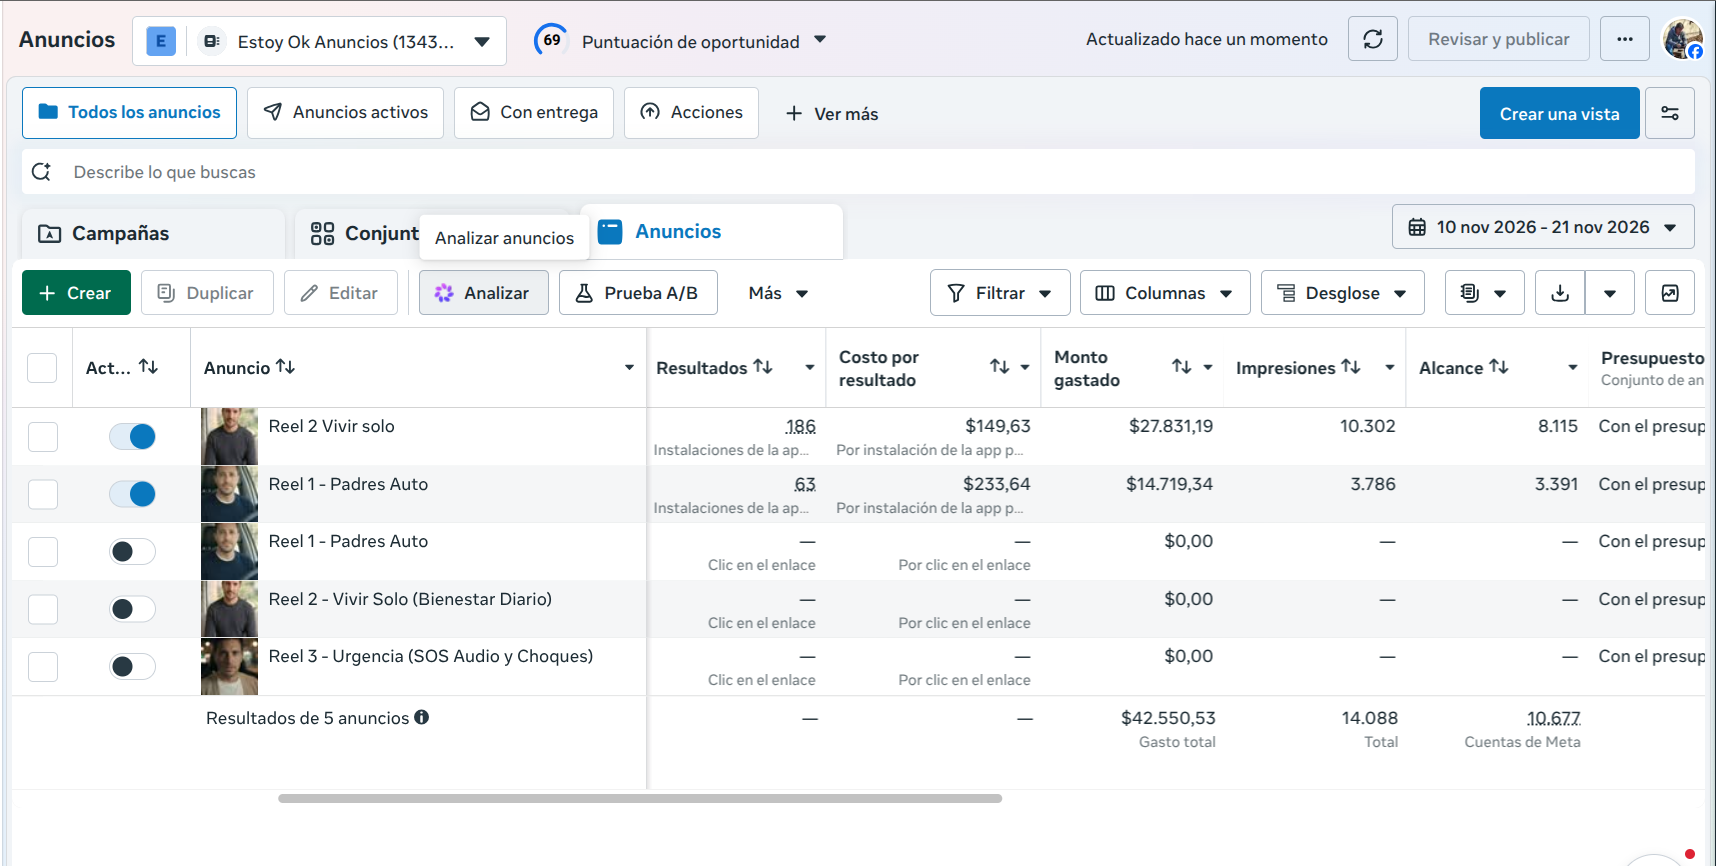 Anuncios
E
Estoy Ok Anuncios (1343...
69
Puntuación de oportunidad
Actualizado hace un momento
Revisar y publicar
Todos los anuncios
Anuncios activos
Con entrega
Acciones
Ver más
Crear una vista
Describe lo que buscas
Campañas
Conjunt
Analizar anuncios
Anuncios
10 nov 2026 - 21 nov 2026
Crear
Duplicar
Editar
Analizar
Prueba A/B
Más
Filtrar
Columnas
Desglose
Act...
Anuncio
Resultados
Costo por resultado
Monto gastado
Impresiones
Alcance
Presupuesto
Conjunto de an
Reel 2 Vivir solo
186
$149,63
$27.831,19
10.302
8.115
Con el presup
Instalaciones de la ap...
Por instalación de la app p...
Reel 1 - Padres Auto
63
$233,64
$14.719,34
3.786
3.391
Con el presup
Instalaciones de la ap...
Por instalación de la app p...
Reel 1 - Padres Auto
—
—
$0,00
—
—
Con el presup
Clic en el enlace
Por clic en el enlace
Reel 2 - Vivir Solo (Bienestar Diario)
—
—
$0,00
—
—
Con el presup
Clic en el enlace
Por clic en el enlace
Reel 3 - Urgencia (SOS Audio y Choques)
—
—
$0,00
—
—
Con el presup
Clic en el enlace
Por clic en el enlace
Resultados de 5 anuncios
—
—
$42.550,53
14.088
10.677
Gasto total
Total
Cuentas de Meta